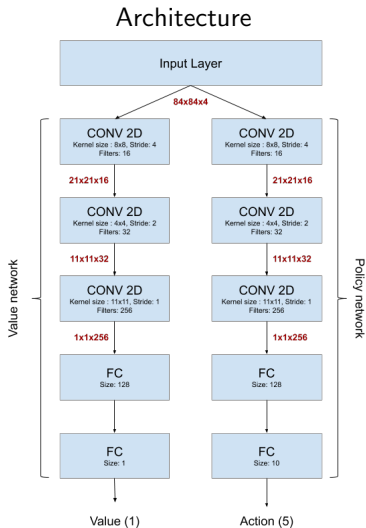 Architecture
Input Layer
84x84x4
Value network
CONV 2D
Kernel size : 8x8, Stride: 4
Filters: 16
21x21x16
CONV 2D
Kernel size : 4x4, Stride: 2
Filters: 32
11x11x32
CONV 2D
Kernel size : 11x11, Stride: 1
Filters: 256
1x1x256
FC
Size: 128
FC
Size: 1
Value (1)
CONV 2D
Kernel size : 8x8, Stride: 4
Filters: 16
21x21x16
CONV 2D
Kernel size : 4x4, Stride: 2
Filters: 32
11x11x32
CONV 2D
Kernel size : 11x11, Stride: 1
Filters: 256
1x1x256
FC
Size: 128
FC
Size: 10
Action (5)
Policy network